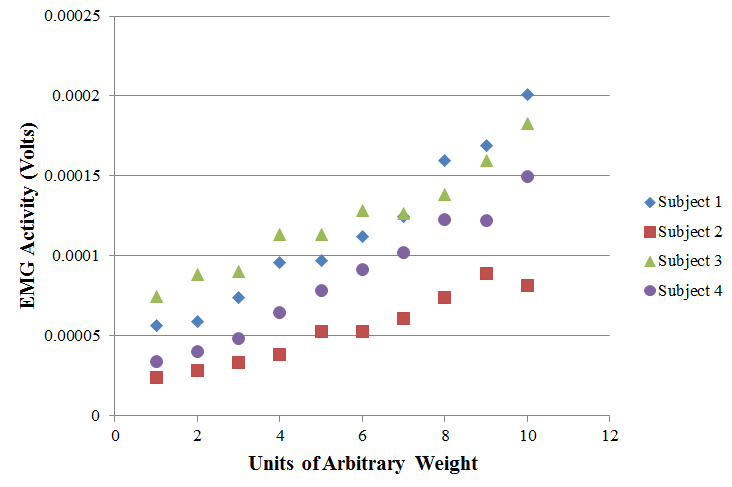 0.00025
0.0002
0.00015
0.0001
0.00005
0
0 2 4 6 8 10 12
EMG Activity (Volts)
Units of Arbitrary Weight
Subject 1
Subject 2
Subject 3
Subject 4